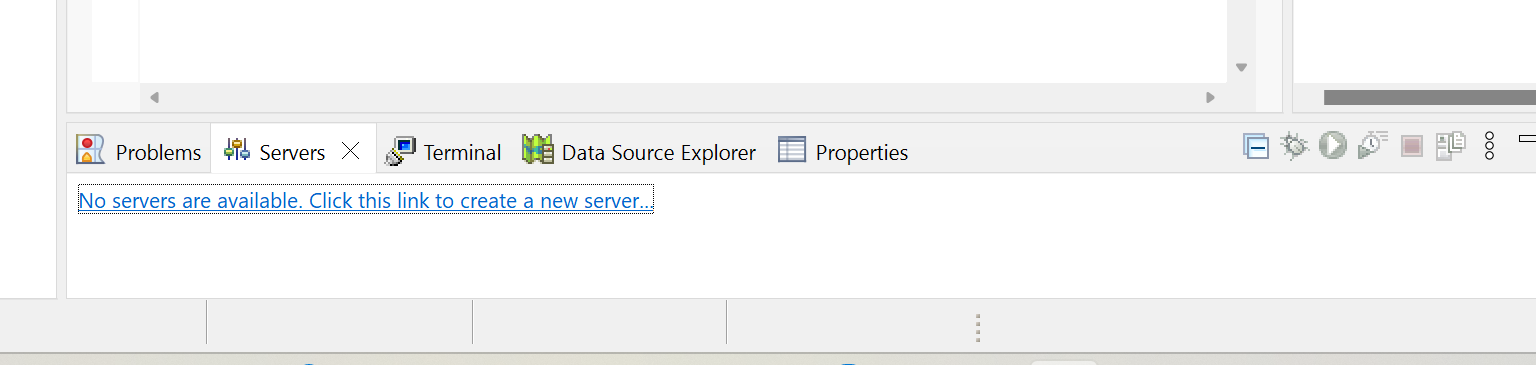 Problems Servers Terminal Data Source Explorer Properties
No servers are available. Click this link to create a new server...